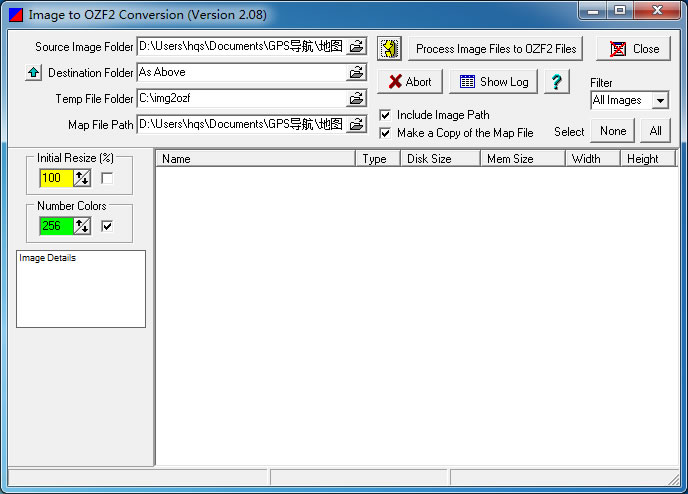 Image to OZF2 Conversion (Version 2.08)
Source Image Folder D:\Users\hqs\Documents\GPS导航\地图 Process Image Files to OZF2 Files Close
Destination Folder As Above Abort Show Log ?
Filter
Temp File Folder C:\img2ozf All Images
Include Image Path
Map File Path D:\Users\hqs\Documents\GPS导航\地图 Make a Copy of the Map File Select None All
Initial Resize (%)
100
Number Colors
256
Image Details
Name Type Disk Size Mem Size Width Height